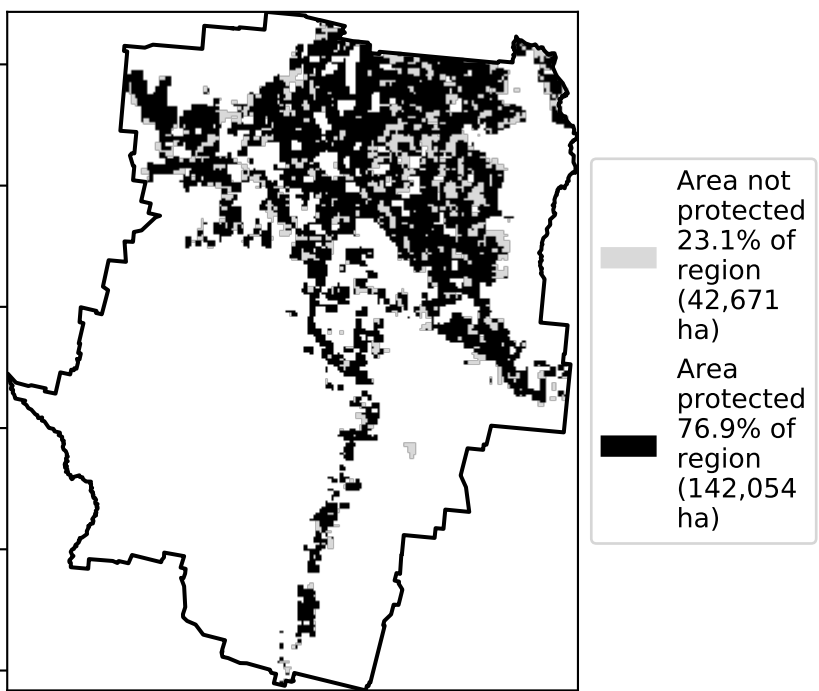 Area not
protected
23.1% of
region
(42,671
ha)
Area
protected
76.9% of
region
(142,054
ha)